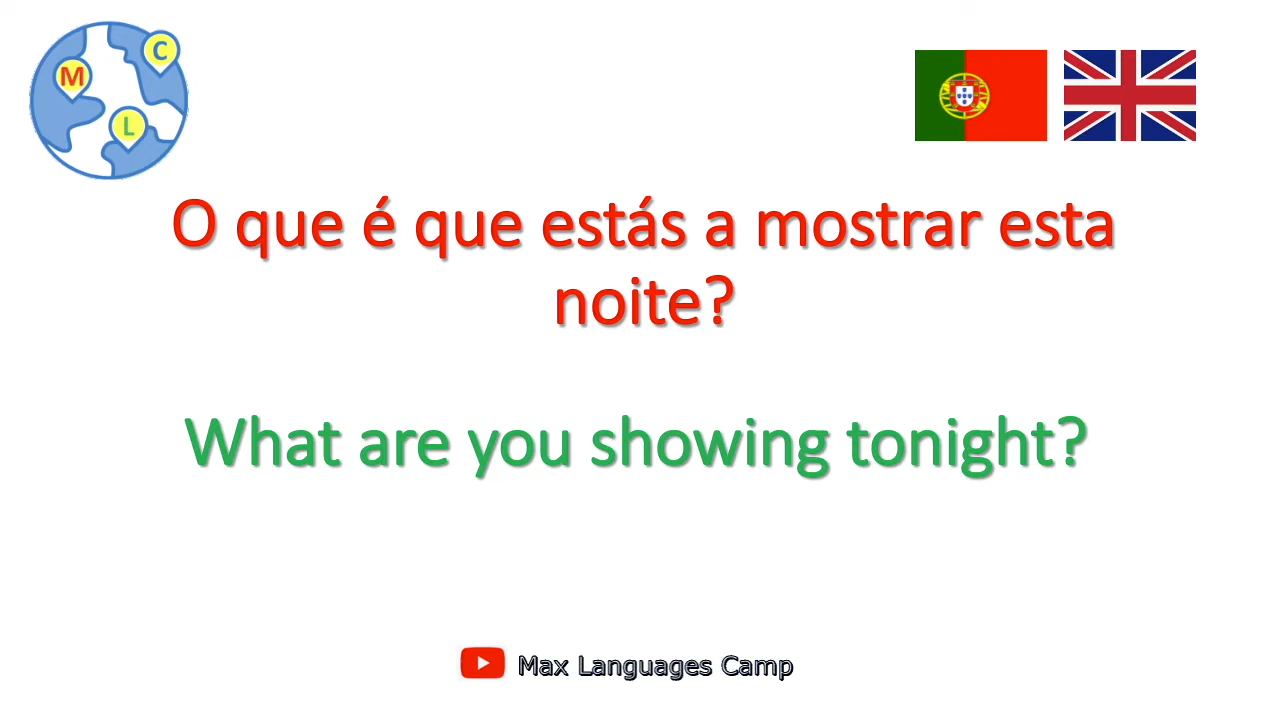 C
M
L
O que é que estás a mostrar esta
noite?
What are you showing tonight?
Max Languages Camp